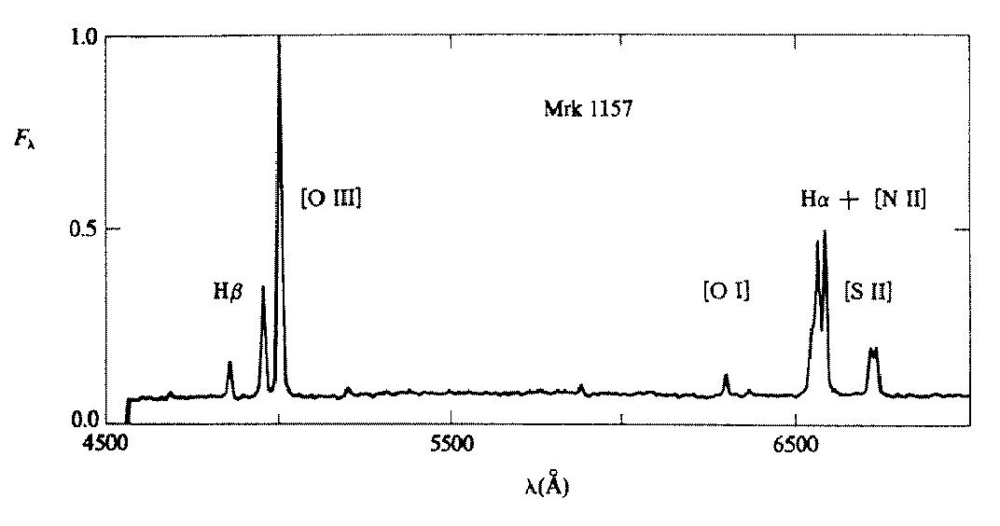 1.0
Mrk 1157
F_λ
[O III]
Hα + [N II]
0.5
Hβ
[O I]
[S II]
0.0
4500
5500
6500
λ(Å)